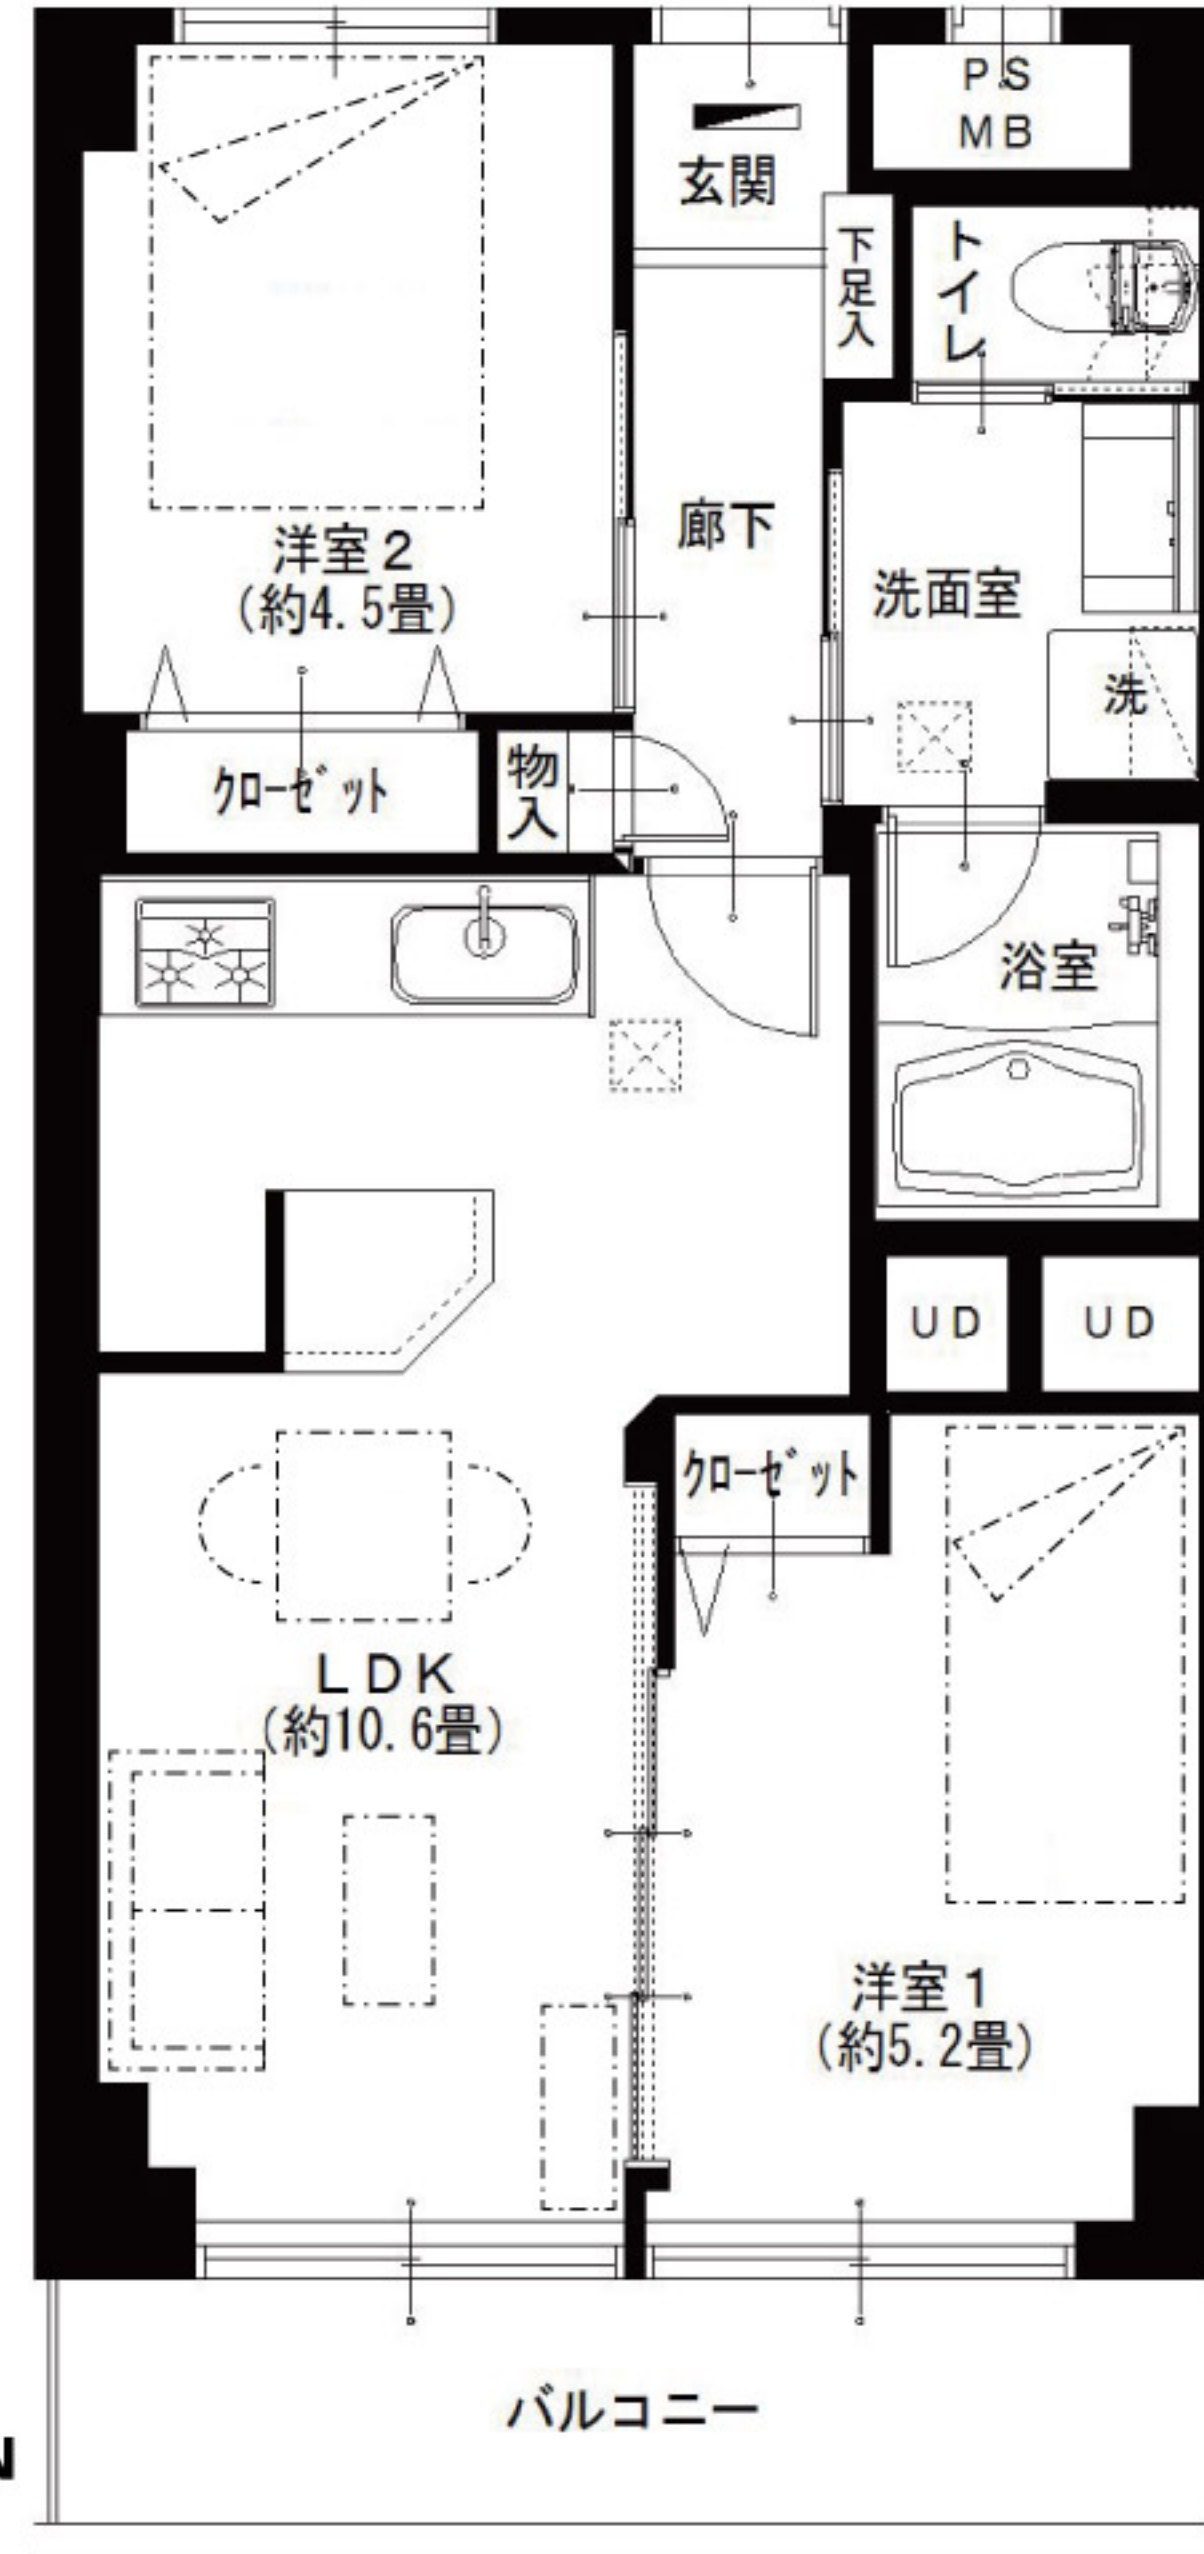 PS
MB
玄関
下足入
トイレ
廊下
洗面室
洗
洋室2
(約4.5畳)
クローゼット
物入
浴室
UD
UD
クローゼット
LDK
(約10.6畳)
洋室1
(約5.2畳)
バルコニー
N